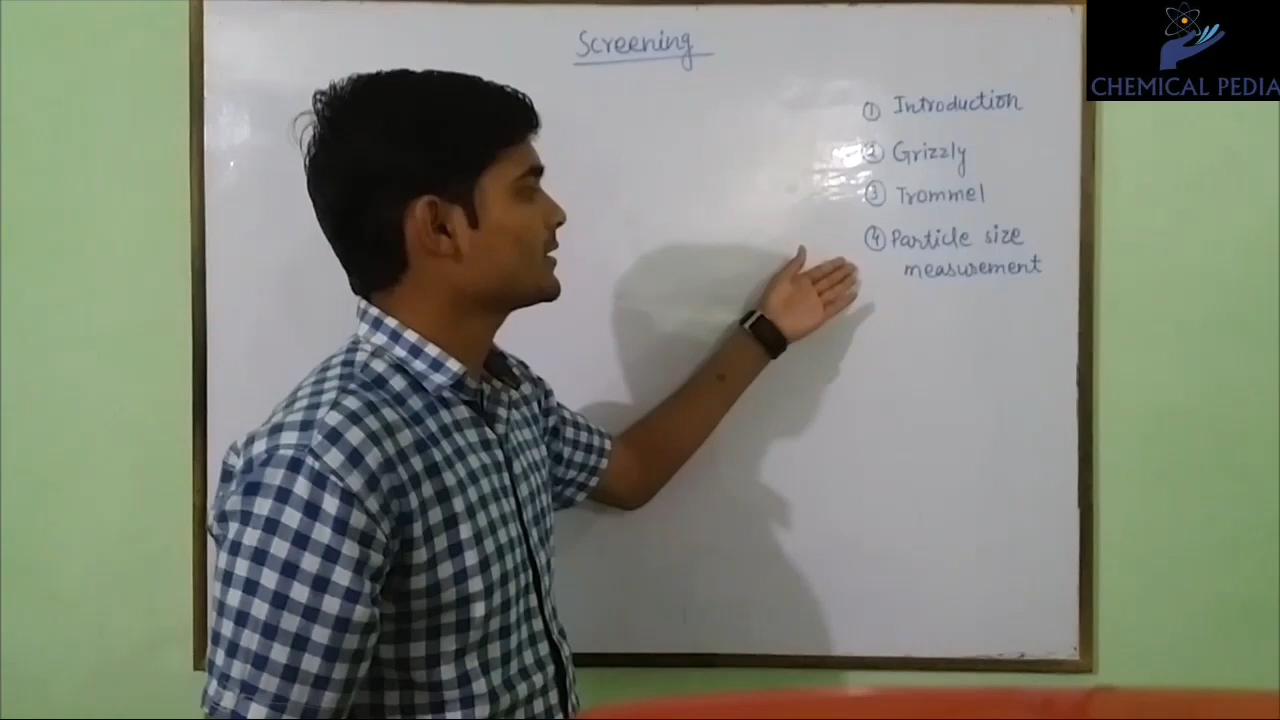 Screening
① Introduction
② Grizzly
③ Trommel
④ Particle size
measurement
CHEMICAL PEDIA